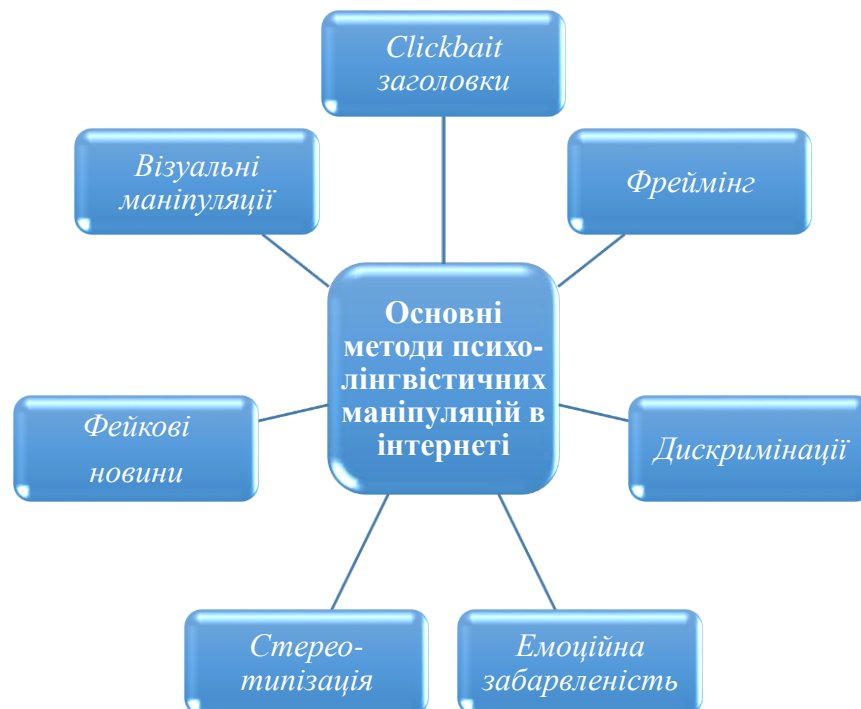 Clickbait
заголовки
Візуальні
маніпуляції
Фреймінг
Основні
методи психо-
лінгвістичних
маніпуляцій в
інтернеті
Фейкові
новини
Дискримінації
Стерео-
типізація
Емоційна
забарвленість